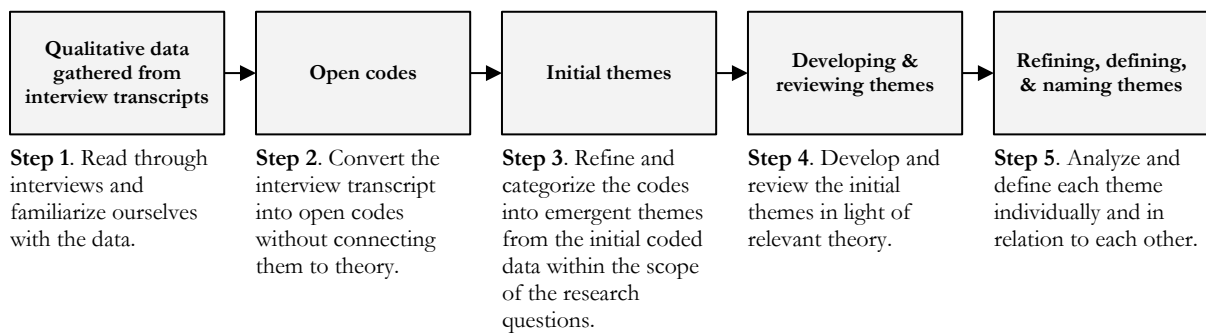 Qualitative data
gathered from
interview transcripts
Open codes
Initial themes
Developing &
reviewing themes
Refining, defining,
& naming themes
Step 1. Read through
interviews and
familiarize ourselves
with the data.
Step 2. Convert the
interview transcript
into open codes
without connecting
them to theory.
Step 3. Refine and
categorize the codes
into emergent themes
from the initial coded
data within the scope
of the research
questions.
Step 4. Develop and
review the initial
themes in light of
relevant theory.
Step 5. Analyze and
define each theme
individually and in
relation to each other.